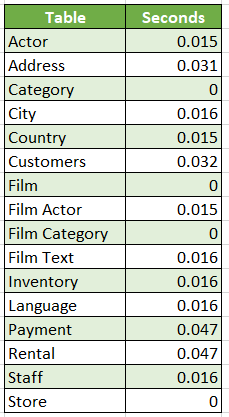 Table Seconds
Actor 0.015
Address 0.031
Category 0
City 0.016
Country 0.015
Customers 0.032
Film 0
Film Actor 0.015
Film Category 0
Film Text 0.016
Inventory 0.016
Language 0.016
Payment 0.047
Rental 0.047
Staff 0.016
Store 0